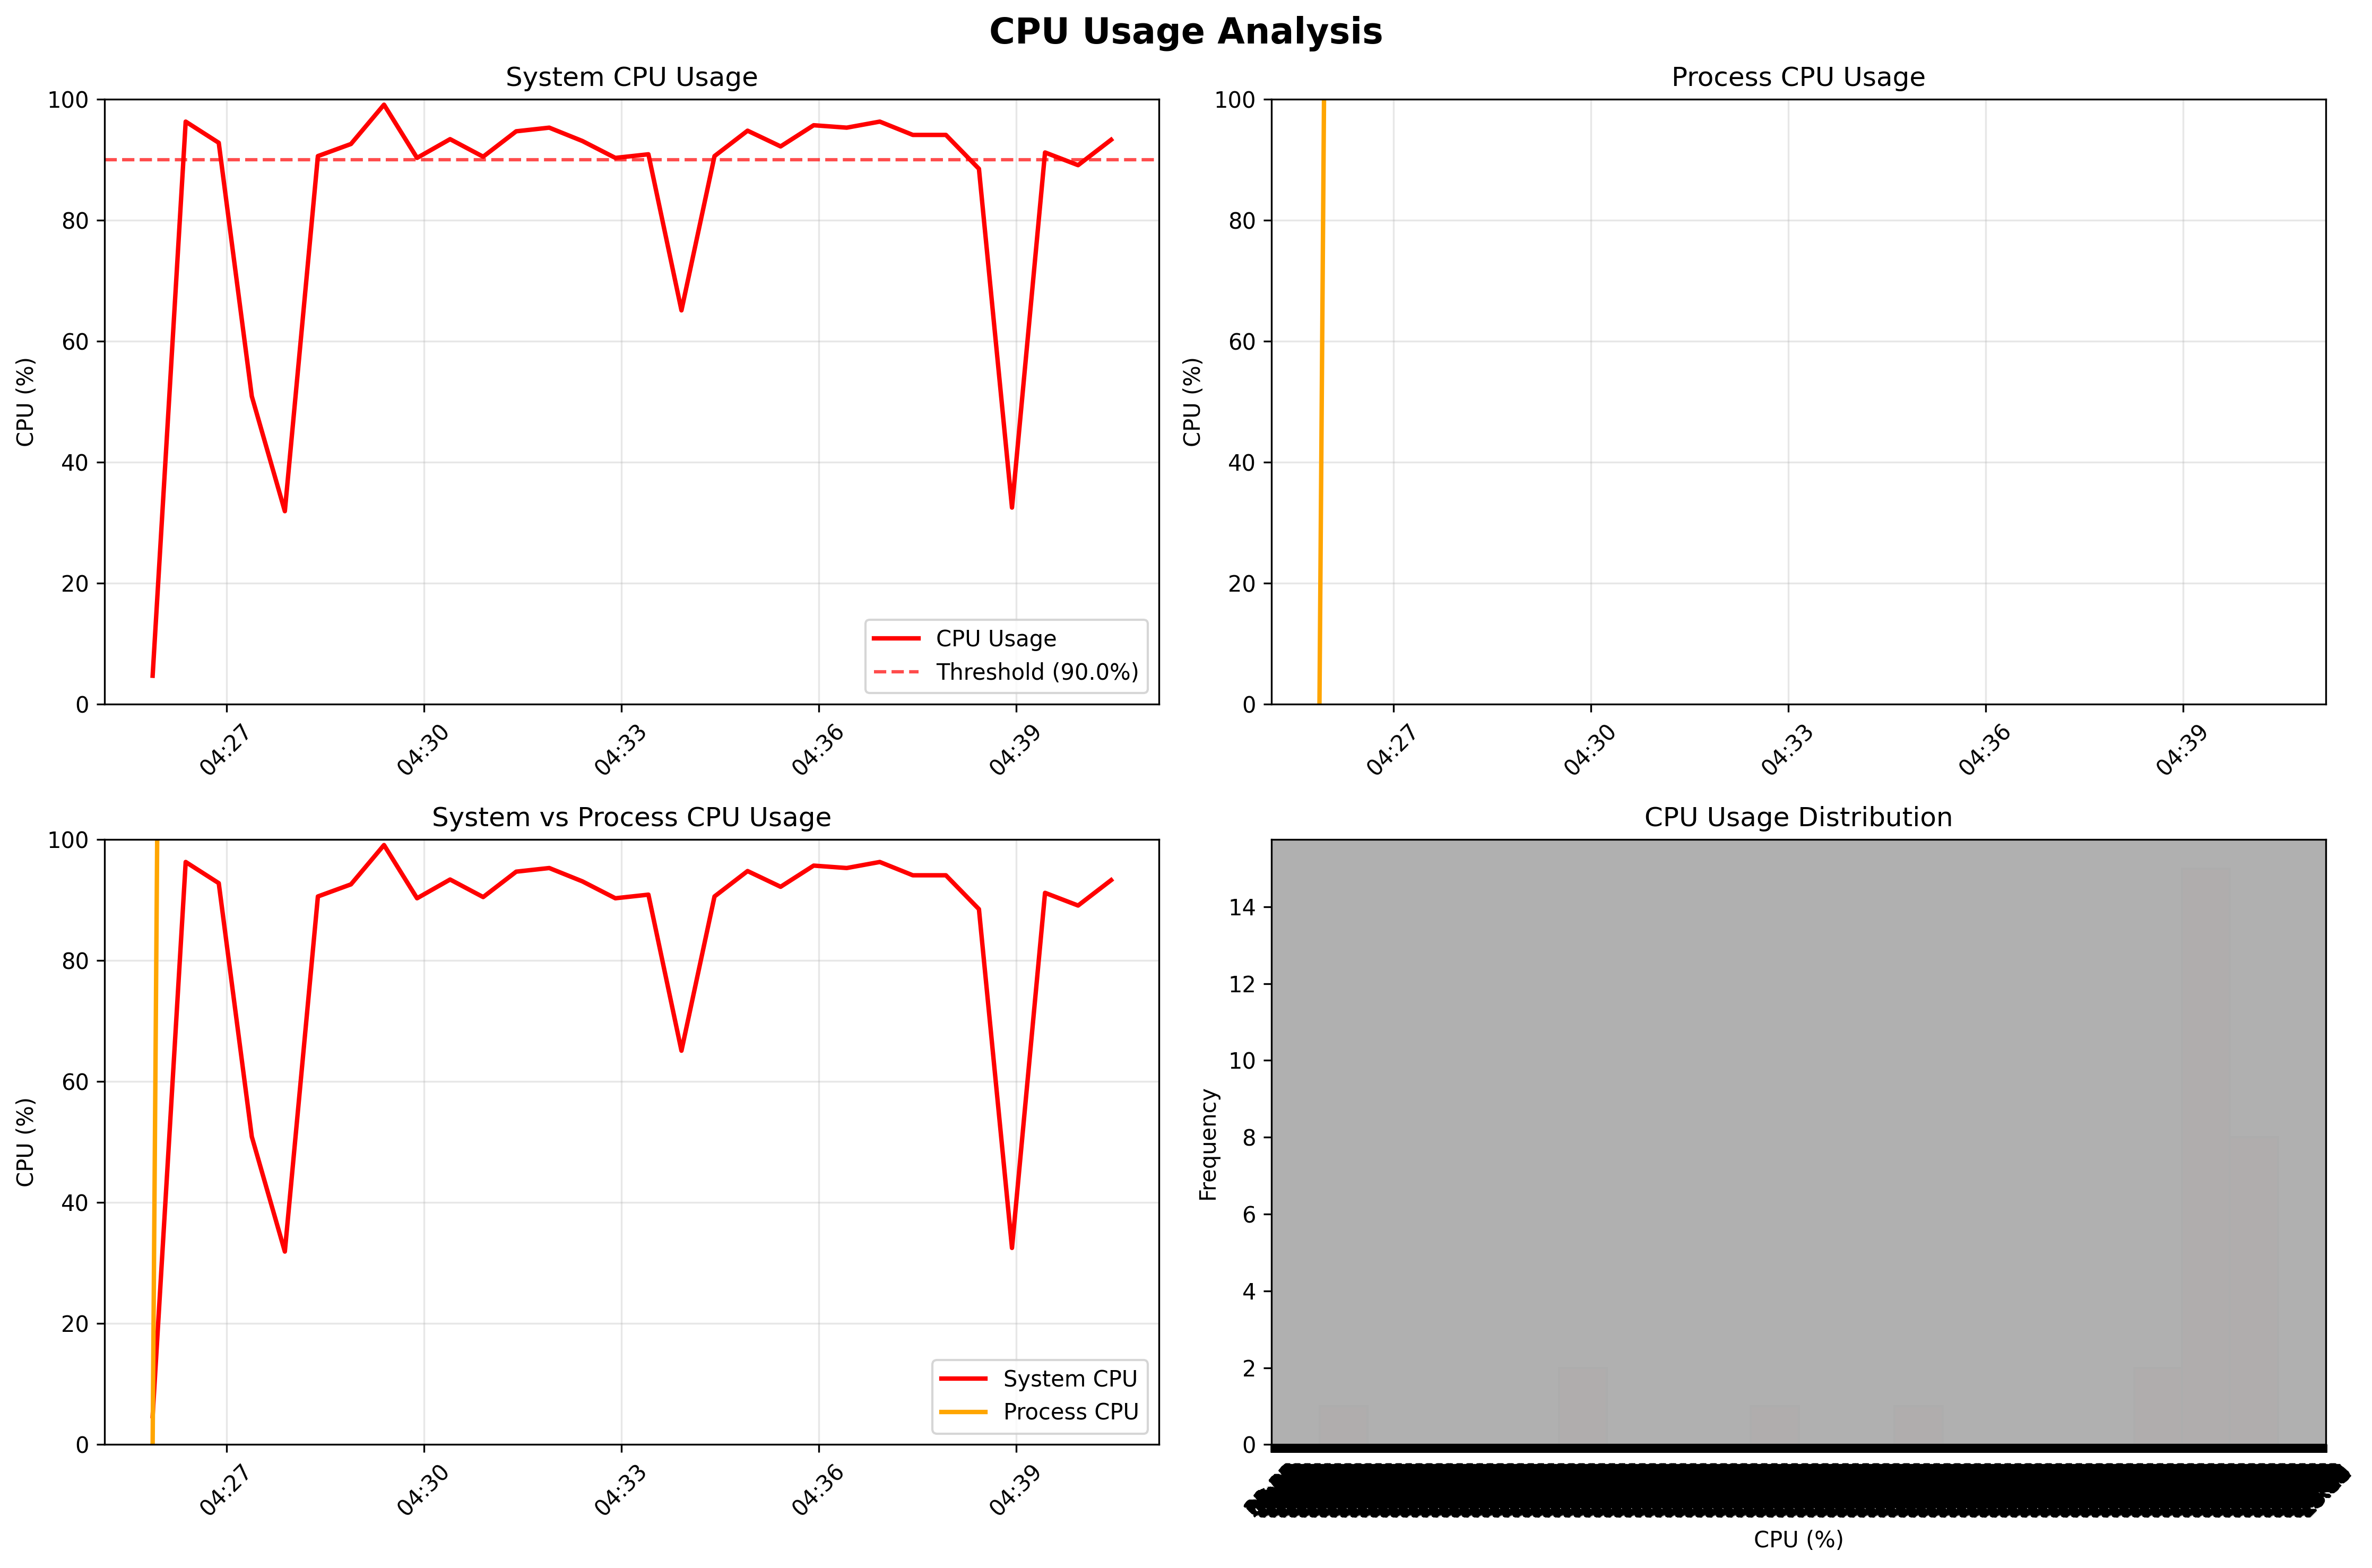 CPU Usage Analysis
System CPU Usage
CPU (%)
100
80
60
40
20
0
04:27
04:30
04:33
04:36
04:39
CPU Usage
Threshold (90.0%)
Process CPU Usage
CPU (%)
100
80
60
40
20
0
04:27
04:30
04:33
04:36
04:39
System vs Process CPU Usage
CPU (%)
100
80
60
40
20
0
04:27
04:30
04:33
04:36
04:39
System CPU
Process CPU
CPU Usage Distribution
Frequency
14
12
10
8
6
4
2
0
CPU (%)